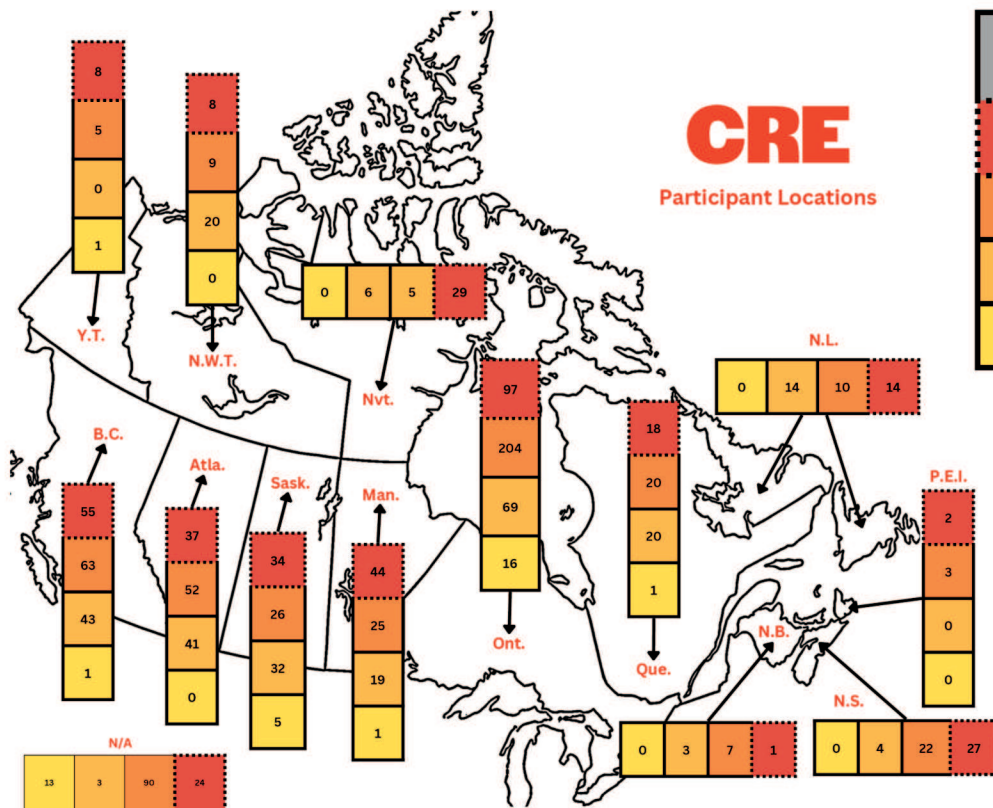 CRE
Participant Locations
8
5
0
1
Y.T.
8
9
20
0
N.W.T.
0 6 5 29
Nvt.
N.L.
0 14 10 14
B.C.
55
63
43
1
Atla.
37
52
41
0
Sask.
34
26
32
5
Man.
44
25
19
1
97
204
69
16
Ont.
18
20
20
1
Que.
P.E.I.
2
3
0
0
N.B.
0 3 7 1
N.S.
0 4 22 27
N/A
13 3 90 24